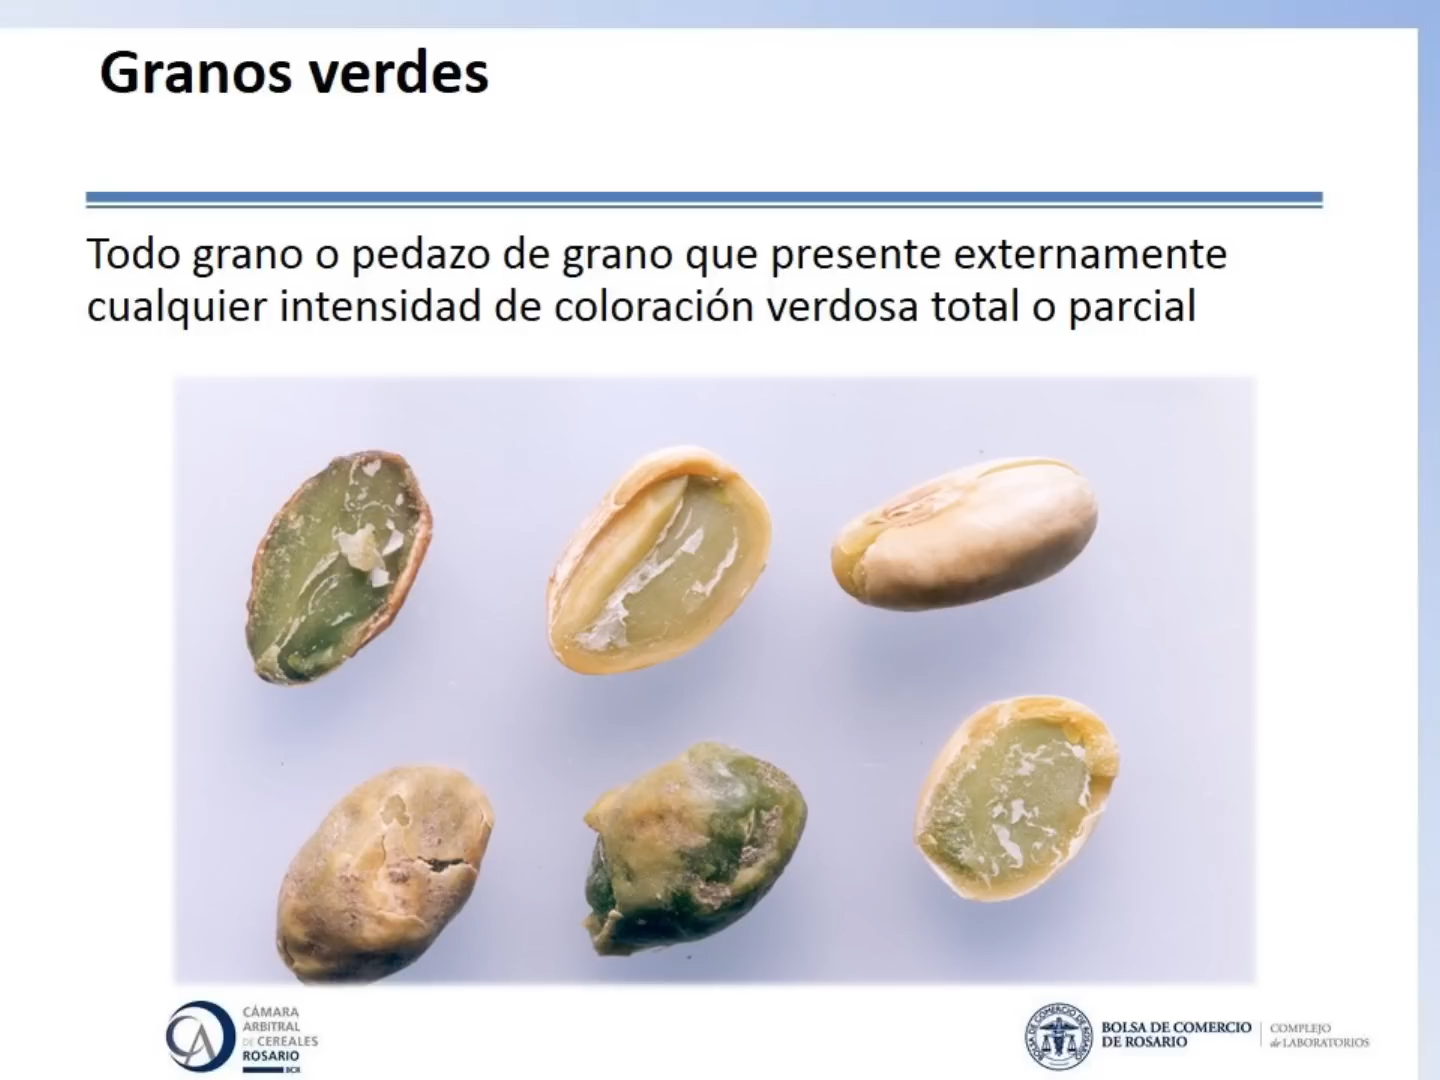 Granos verdes
Todo grano o pedazo de grano que presente externamente
cualquier intensidad de coloración verdosa total o parcial
CÁMARA
ARBITRAL
DE CEREALES
ROSARIO
BCR
BOLSA DE COMERCIO
DE ROSARIO
COMPLEJO
de LABORATORIOS